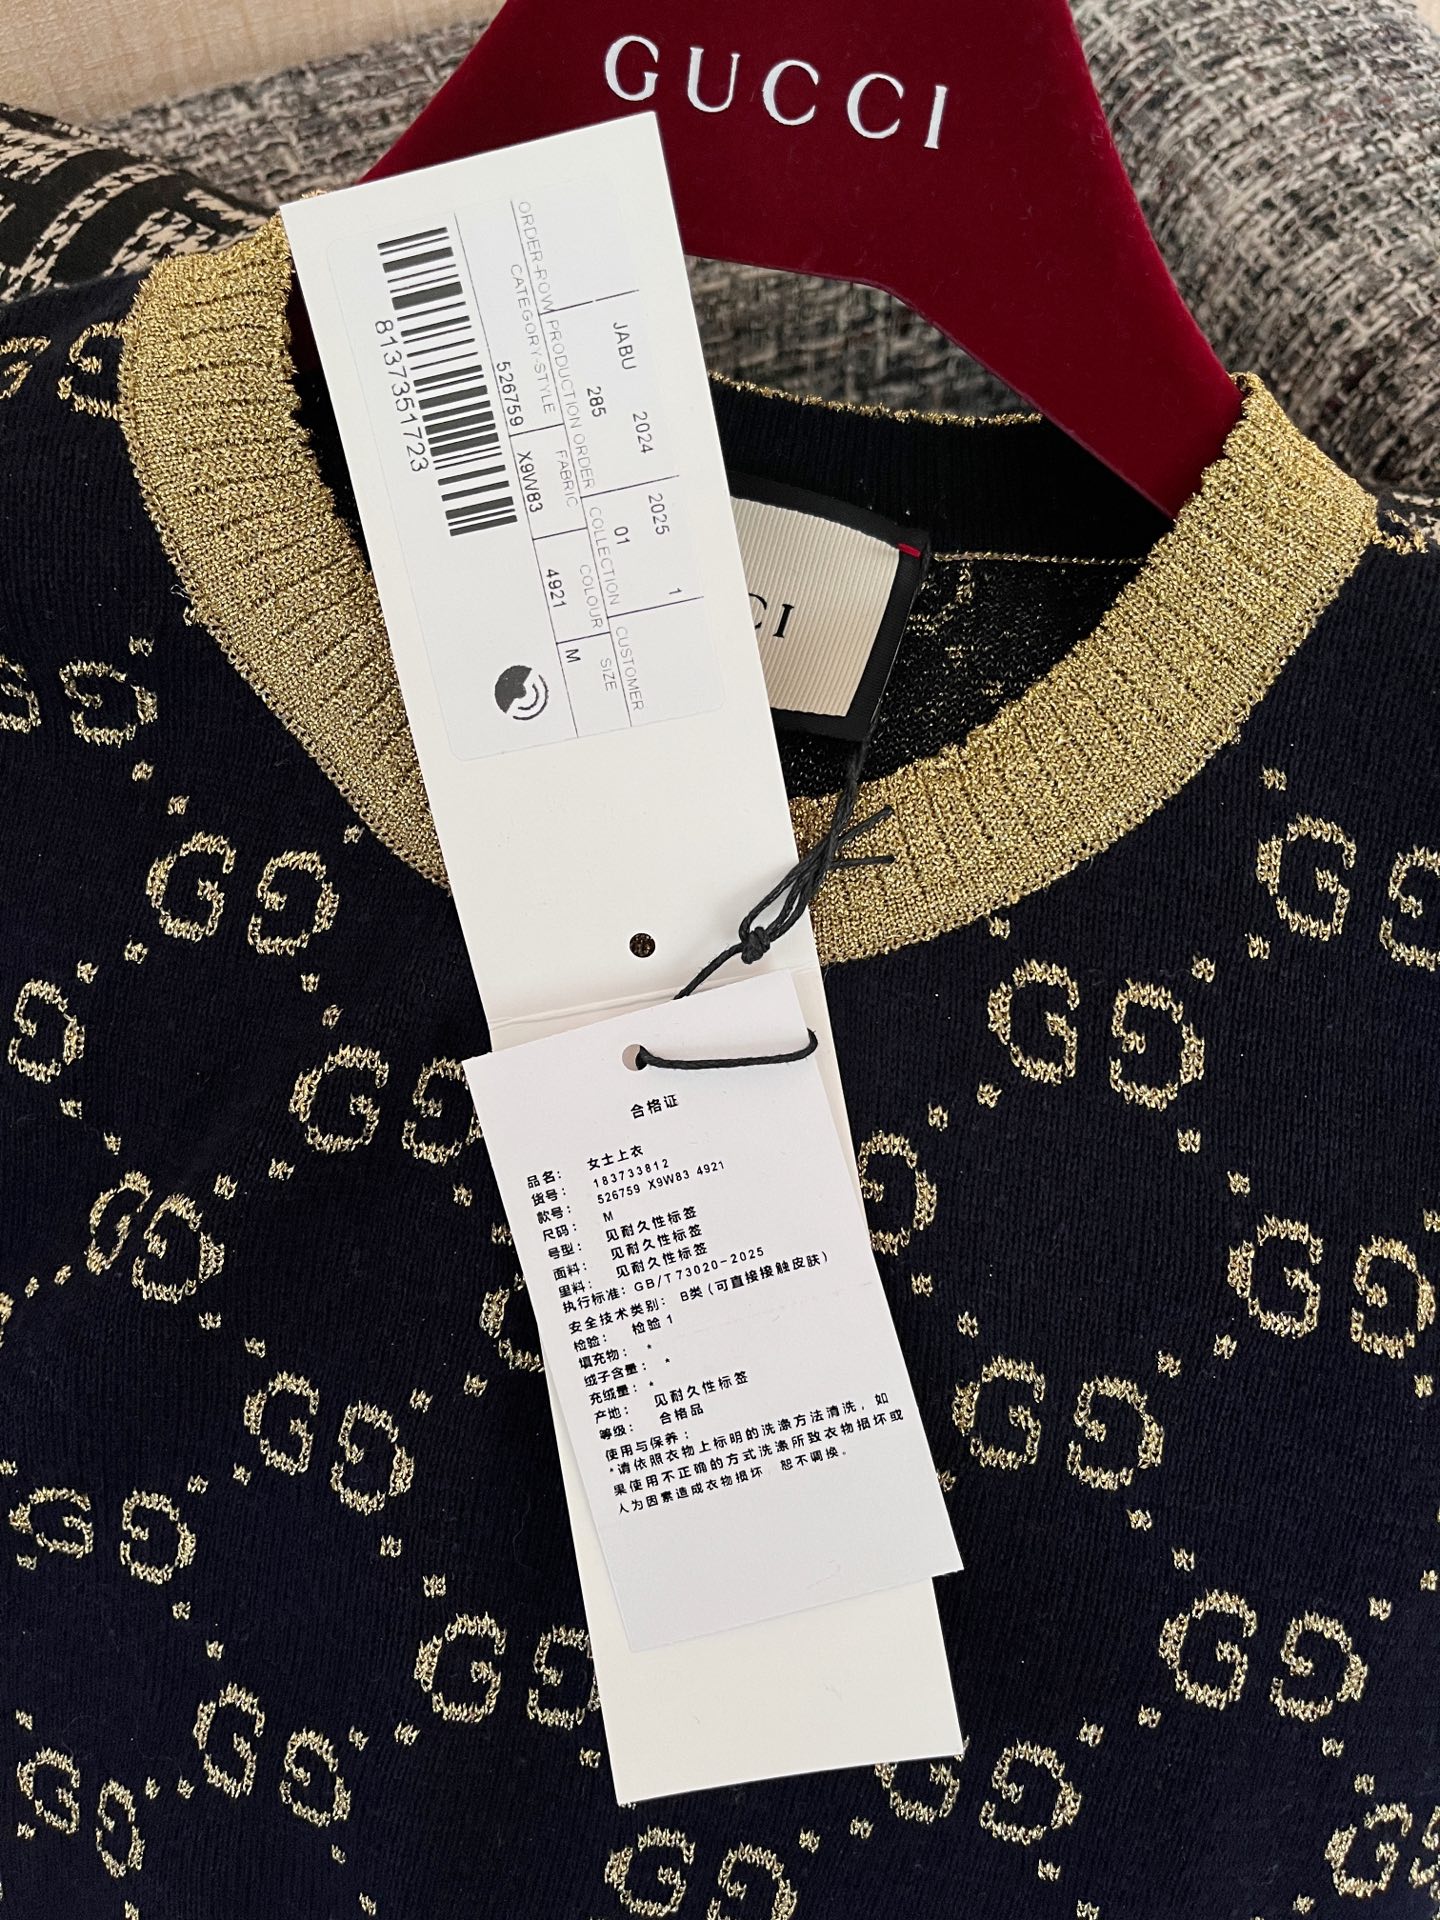 GUCCI
ORDER-ROW PRODUCTION ORDER COLLECTION CUSTOMER
JABU 2024 2025 1
CATEGORY-STYLE FABRIC COLOUR SIZE
285 01
526759 X9W83 4921 M
8137351723
CI
合格证
品名： 女士上衣
货号： 183733812
款号： 526759 X9W83 4921
尺码： M
号型： 见耐久性标签
面料： 见耐久性标签
里料： 见耐久性标签
执行标准：GB/T73020-2025
安全技术类别： B类(可直接接触皮肤)
检验： 检验1
填充物： *
绒子含量： *
充绒量： *
产地： 见耐久性标签
等级： 合格品
使用与保养：
*请依照衣物上标明的洗涤方法清洗，如
果使用不正确的方式洗涤所致衣物损坏或
人为因素造成衣物损坏 恕不调换。